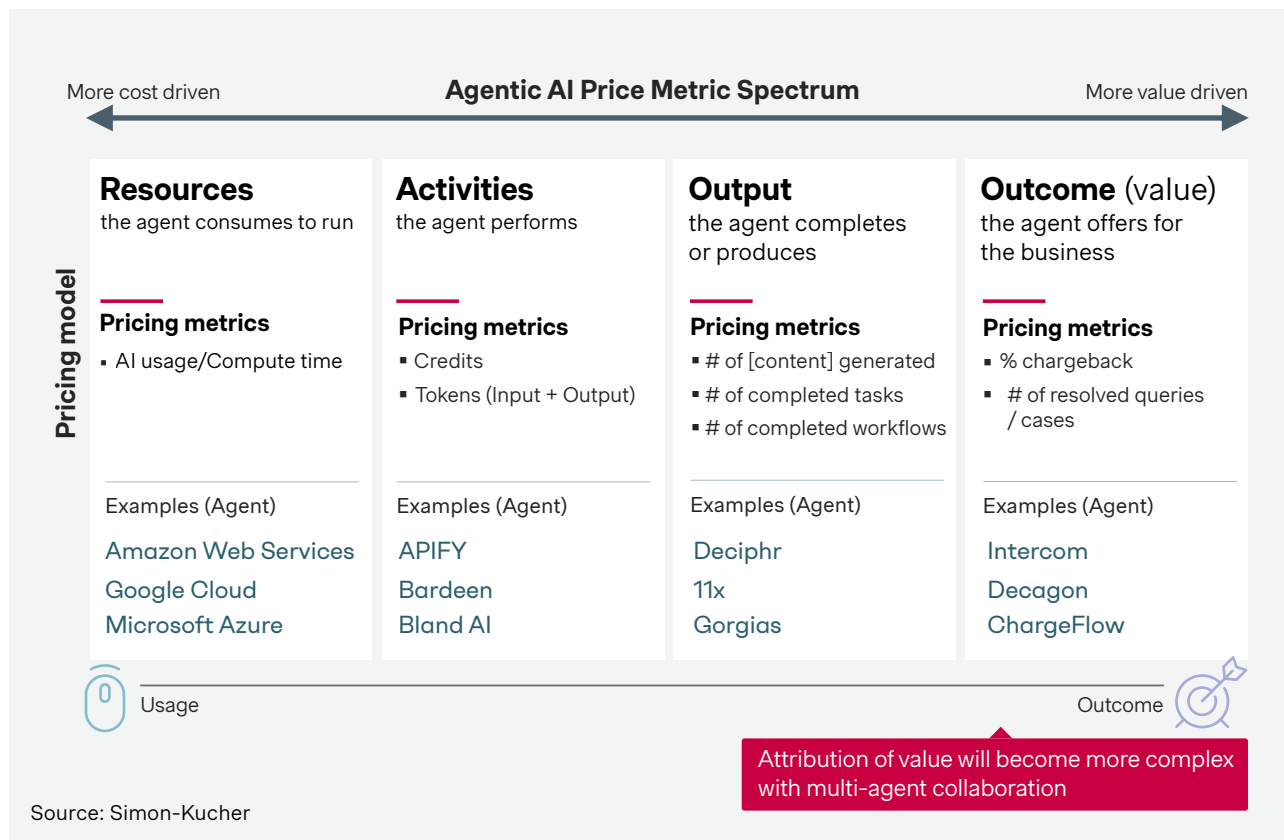 More cost driven
Agentic AI Price Metric Spectrum
More value driven
Pricing model
Resources
the agent consumes to run
Pricing metrics
▪ AI usage/Compute time
Examples (Agent)
Amazon Web Services
Google Cloud
Microsoft Azure
Activities
the agent performs
Pricing metrics
▪ Credits
▪ Tokens (Input + Output)
Examples (Agent)
APIFY
Bardeen
Bland AI
Output
the agent completes
or produces
Pricing metrics
▪ # of [content] generated
▪ # of completed tasks
▪ # of completed workflows
Examples (Agent)
Deciphr
11x
Gorgias
Outcome (value)
the agent offers for
the business
Pricing metrics
▪ % chargeback
▪ # of resolved queries
/ cases
Examples (Agent)
Intercom
Decagon
ChargeFlow
Usage
Outcome
Attribution of value will become more complex
with multi-agent collaboration
Source: Simon-Kucher